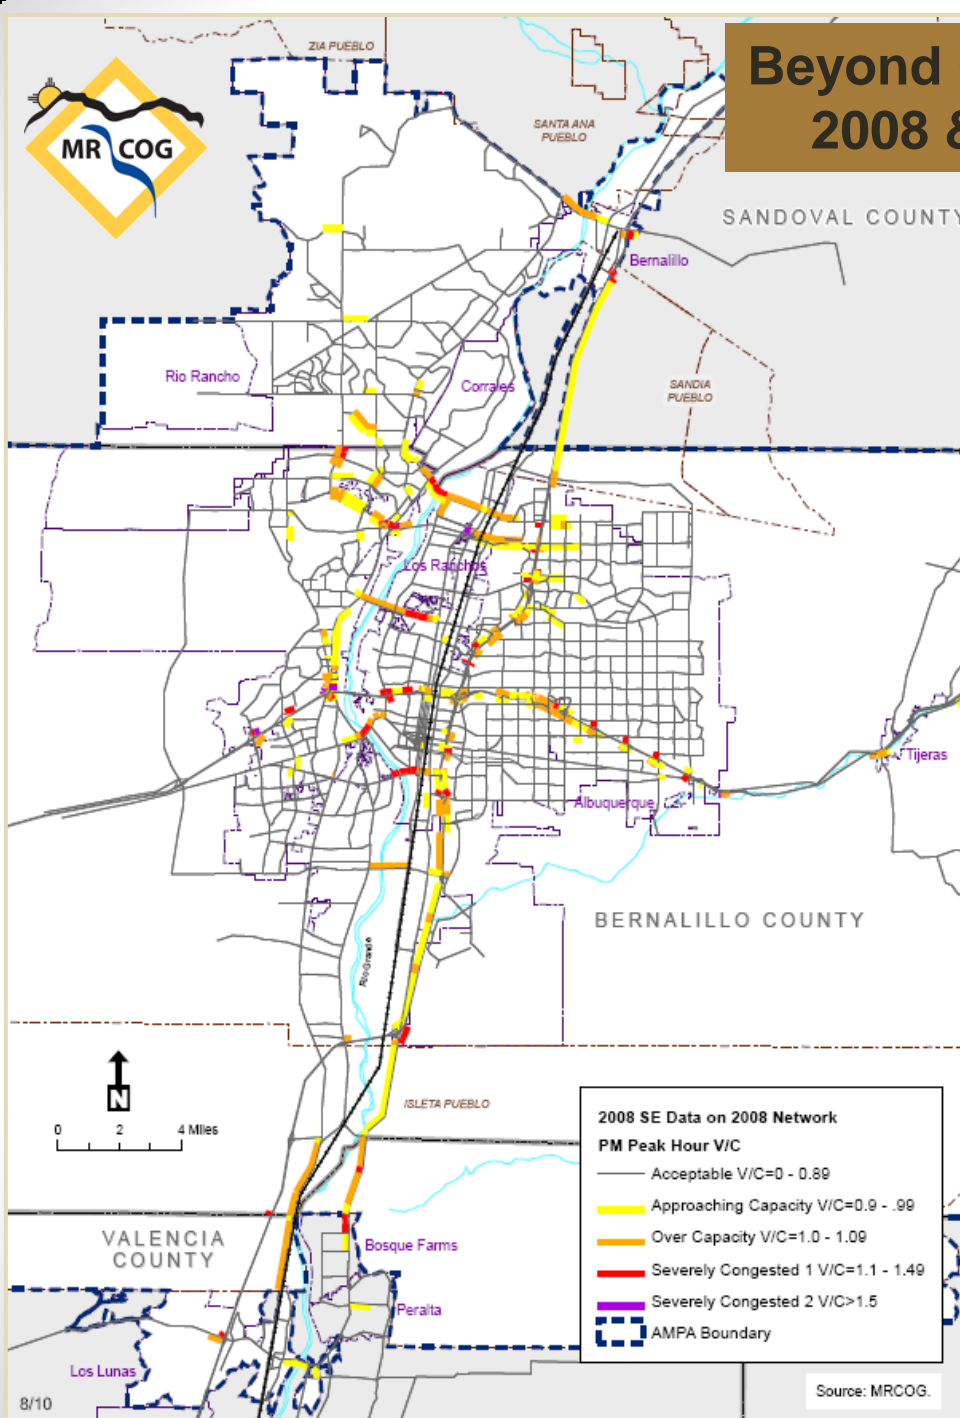 Beyond
2008 &
ZIA PUEBLO
MR COG
SANTA ANA
PUEBLO
SANDOVAL COUNTY
Bernalillo
Rio Rancho
Corrales
SANDIA
PUEBLO
Los Ranchos
Tijeras
Albuquerque
BERNALILLO COUNTY
Rio Grande
N
0 2 4 Miles
ISLETA PUEBLO
VALENCIA
COUNTY
Bosque Farms
Peralta
Los Lunas
2008 SE Data on 2008 Network
PM Peak Hour V/C
Acceptable V/C=0 - 0.89
Approaching Capacity V/C=0.9 - .99
Over Capacity V/C=1.0 - 1.09
Severely Congested 1 V/C=1.1 - 1.49
Severely Congested 2 V/C>1.5
AMPA Boundary
Source: MRCOG.
8/10